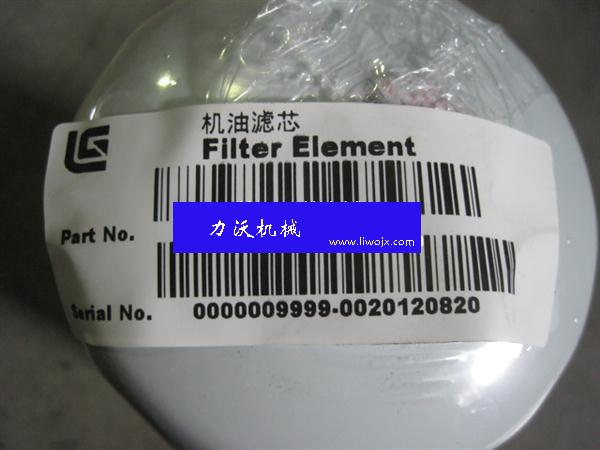 LG
机油滤芯
Filter Element
Part No.
力沃机械
www.liwojx.com
Serial No.
0000009999-0020120820